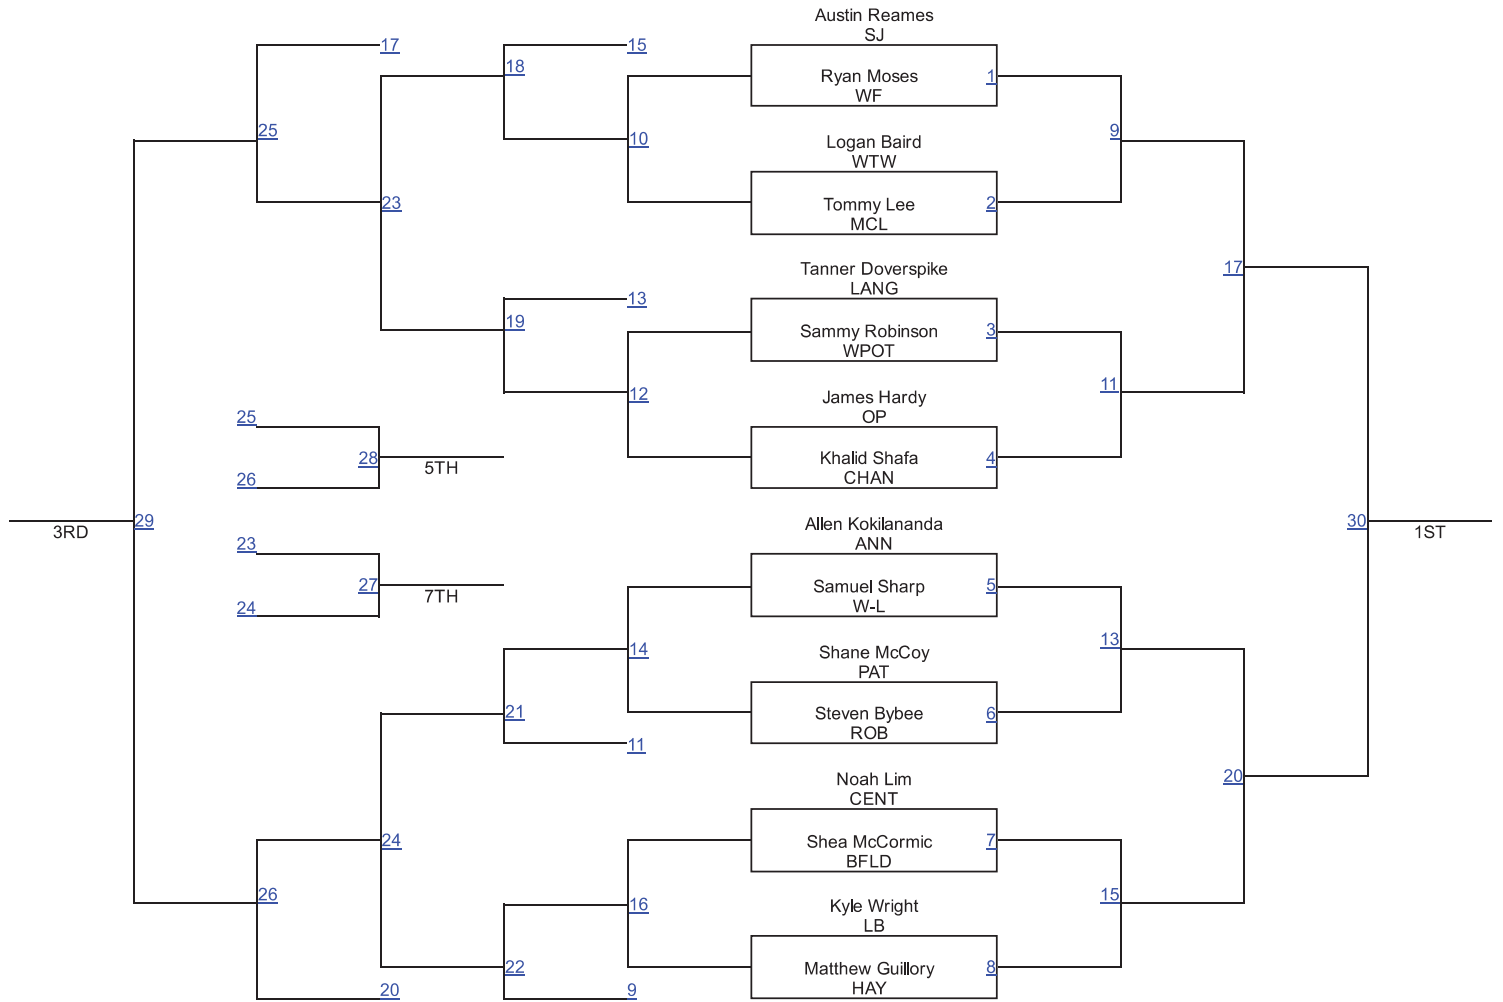 Austin Reames
SJ
17
15
18
Ryan Moses
1
WF
25
10
9
Logan Baird
WTW
23
Tommy Lee
2
MCL
Tanner Doverspike
17
LANG
13
19
Sammy Robinson
3
WPOT
12
11
James Hardy
OP
25
28
5TH
Khalid Shafa
4
CHAN
26
3RD
29
Allen Kokilananda
30
1ST
23
ANN
27
7TH
Samuel Sharp
5
24
W-L
14
13
Shane McCoy
PAT
21
Steven Bybee
6
ROB
11
Noah Lim
20
CENT
24
Shea McCormic
7
BFLD
26
16
Kyle Wright
15
LB
22
Matthew Guillory
8
20
9
HAY